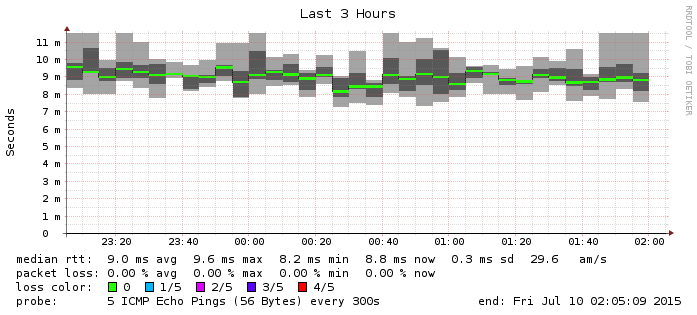 Last 3 Hours
RRDTOOL / TOBI OETIKER
Seconds
11 m
10 m
9 m
8 m
7 m
6 m
5 m
4 m
3 m
2 m
1 m
0
23:20 23:40 00:00 00:20 00:40 01:00 01:20 01:40 02:00
median rtt: 9.0 ms avg 9.6 ms max 8.2 ms min 8.8 ms now 0.3 ms sd 29.6 am/s
packet loss: 0.00 % avg 0.00 % max 0.00 % min 0.00 % now
loss color: 0 1/5 2/5 3/5 4/5
probe: 5 ICMP Echo Pings (56 Bytes) every 300s end: Fri Jul 10 02:05:09 2015